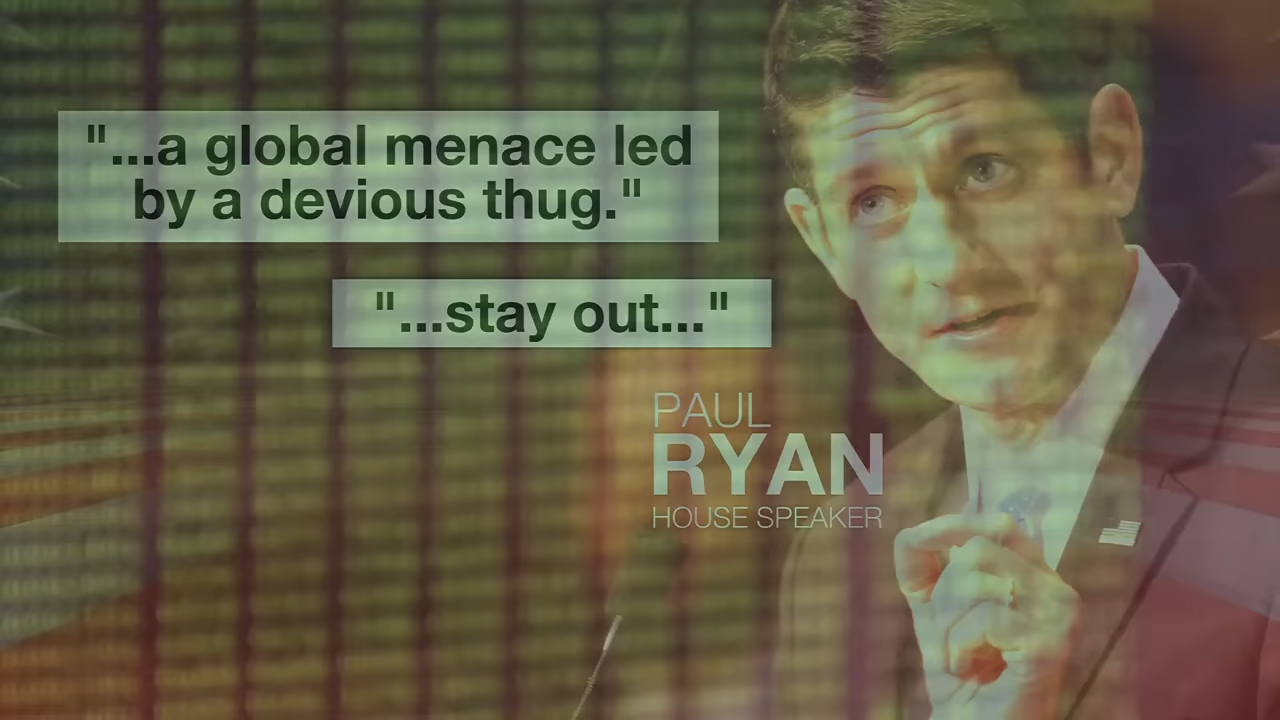 "...a global menace led
by a devious thug."
"...stay out..."
PAUL
RYAN
HOUSE SPEAKER